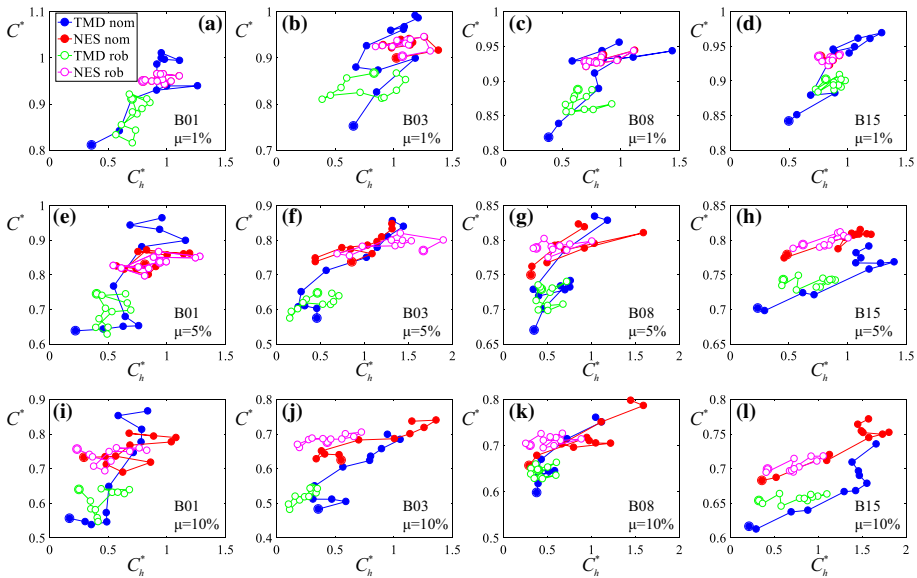 (a)
C*
1.1
1
0.9
0.8
TMD nom
NES nom
TMD rob
NES rob
B01
μ=1%
0
0.5
1
1.5
C*h
(b)
C*
1
0.9
0.8
0.7
B03
μ=1%
0
0.5
1
1.5
C*h
(c)
C*
1
0.95
0.9
0.85
0.8
B08
μ=1%
0
0.5
1
1.5
C*h
(d)
C*
1
0.95
0.9
0.85
0.8
B15
μ=1%
0
0.5
1
1.5
C*h
(e)
C*
1
0.9
0.8
0.7
0.6
B01
μ=5%
0
0.5
1
1.5
C*h
(f)
C*
0.9
0.8
0.7
0.6
0.5
B03
μ=5%
0
0.5
1
1.5
2
C*h
(g)
C*
0.85
0.8
0.75
0.7
0.65
B08
μ=5%
0
0.5
1
1.5
2
C*h
(h)
C*
0.85
0.8
0.75
0.7
0.65
B15
μ=5%
0
0.5
1
1.5
C*h
(i)
C*
0.9
0.8
0.7
0.6
0.5
B01
μ=10%
0
0.5
1
1.5
C*h
(j)
C*
0.8
0.7
0.6
0.5
0.4
B03
μ=10%
0
0.5
1
1.5
C*h
(k)
C*
0.8
0.7
0.6
0.5
B08
μ=10%
0
0.5
1
1.5
2
C*h
(l)
C*
0.8
0.75
0.7
0.65
0.6
B15
μ=10%
0
0.5
1
1.5
2
C*h